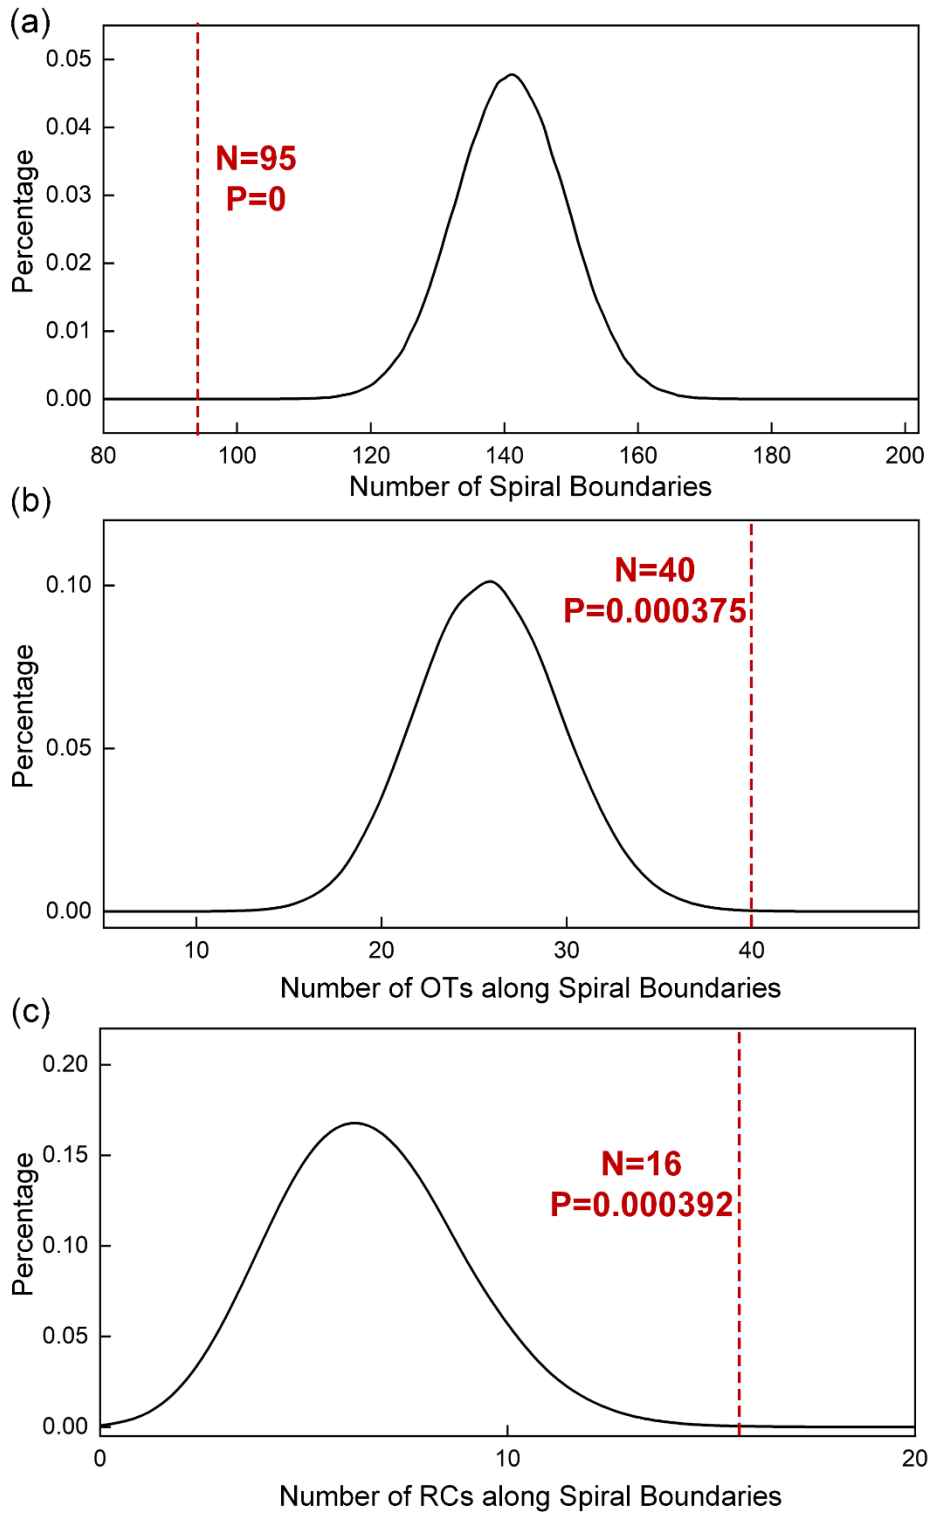 (a)
0.05
0.04
0.03
0.02
0.01
0.00
Percentage
N=95
P=0
80 100 120 140 160 180 200
Number of Spiral Boundaries
(b)
0.10
0.05
0.00
Percentage
N=40
P=0.000375
10 20 30 40
Number of OTs along Spiral Boundaries
(c)
0.20
0.15
0.10
0.05
0.00
Percentage
N=16
P=0.000392
0 10 20
Number of RCs along Spiral Boundaries